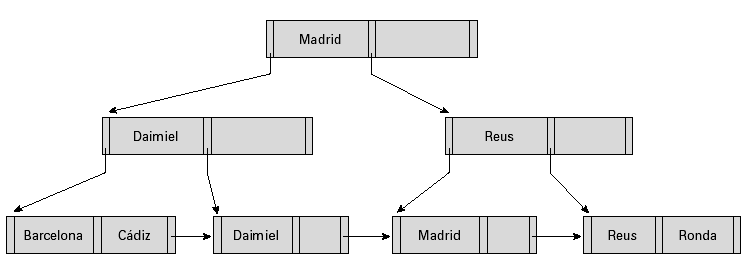 Madrid
Daimiel
Reus
Barcelona Cádiz Daimiel Madrid Reus Ronda